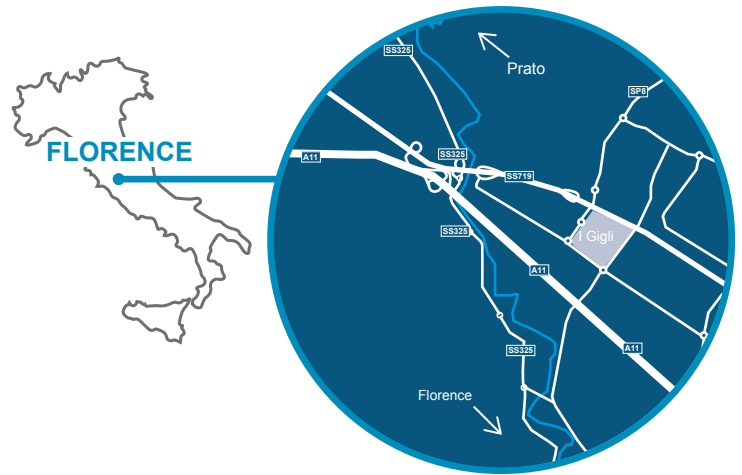 SS325
Prato
SP8
FLORENCE
A11
SS325
SS719
SS325
I Gigli
A11
SS325
A11
Florence